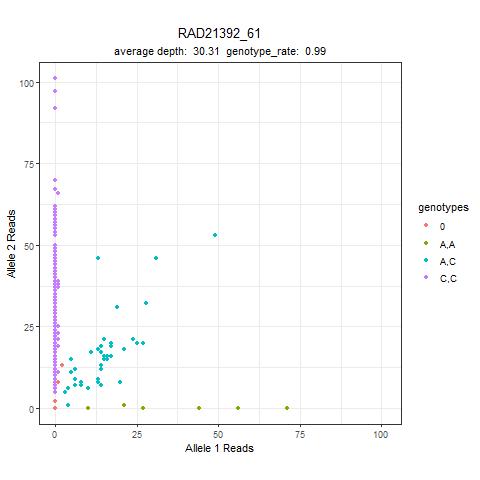 RAD21392_61
average depth:  30.31  genotype_rate:  0.99
100
75
50
25
0
Allele 2 Reads
0
25
50
75
100
Allele 1 Reads
genotypes
0
A,A
A,C
C,C